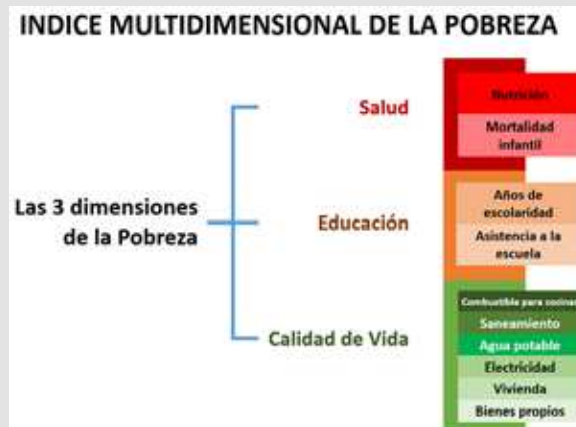 INDICE MULTIDIMENSIONAL DE LA POBREZA
Las 3 dimensiones
de la Pobreza
Salud
Nutrición
Mortalidad
infantil
Educación
Años de
escolaridad
Asistencia a la
escuela
Calidad de Vida
Combustible para cocinar
Saneamiento
Agua potable
Electricidad
Vivienda
Bienes propios